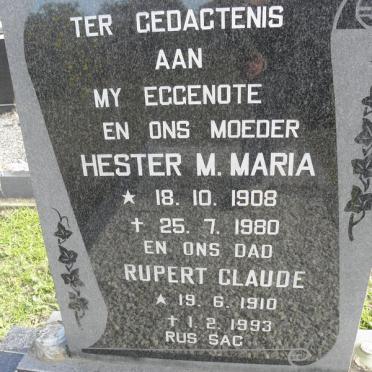 TER GEDACTENIS
AAN
MY EGGENOTE
EN ONS MOEDER
HESTER M. MARIA
★ 18. 10. 1908
✝ 25. 7. 1980
EN ONS DAD
RUPERT CLAUDE
★ 19. 6. 1910
✝ 1. 2. 1993
RUS SAG